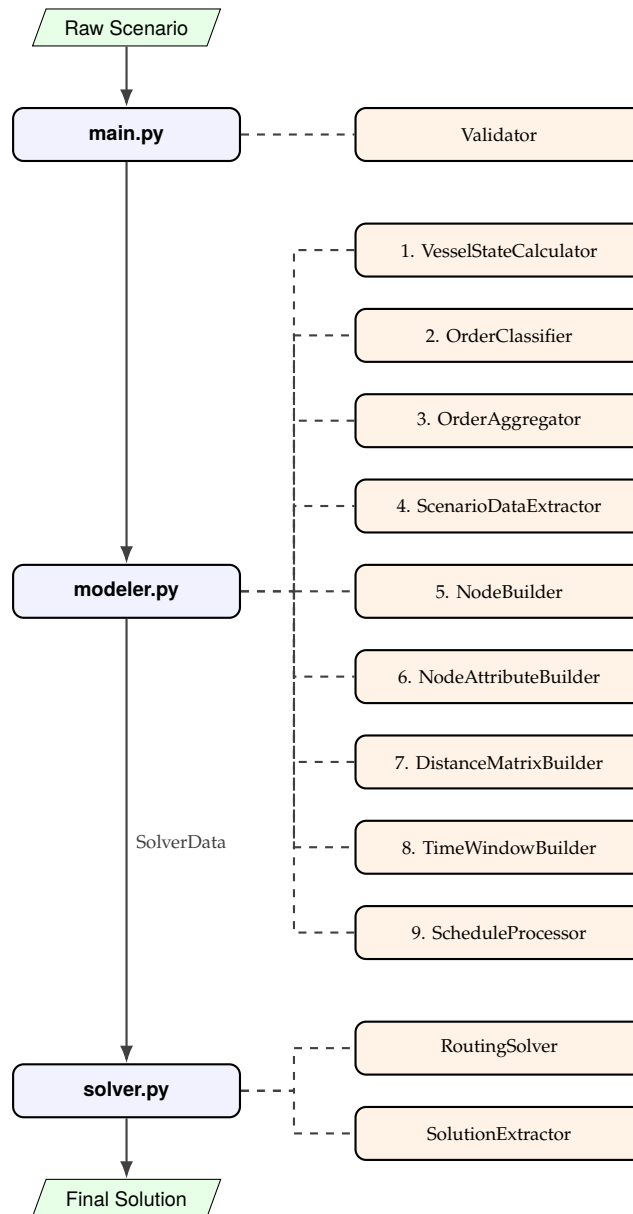 Raw Scenario
main.py
Validator
1. VesselStateCalculator
2. OrderClassifier
3. OrderAggregator
4. ScenarioDataExtractor
modeler.py
5. NodeBuilder
6. NodeAttributeBuilder
7. DistanceMatrixBuilder
SolverData
8. TimeWindowBuilder
9. ScheduleProcessor
RoutingSolver
solver.py
SolutionExtractor
Final Solution